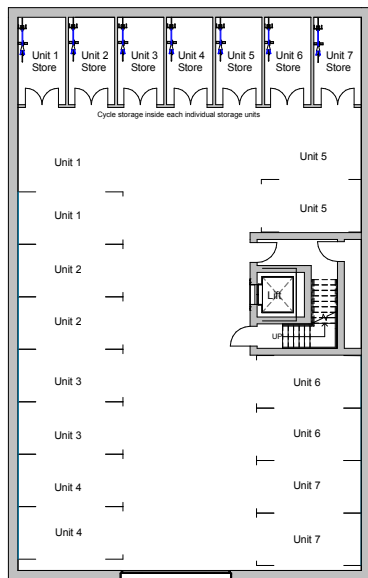 Unit 1
Store
Unit 2
Store
Unit 3
Store
Unit 4
Store
Unit 5
Store
Unit 6
Store
Unit 7
Store
Cycle storage inside each individual storage units
Unit 1
Unit 5
Unit 1
Unit 5
Unit 2
Lift
Unit 2
UP
Unit 3
Unit 6
Unit 3
Unit 6
Unit 4
Unit 7
Unit 4
Unit 7